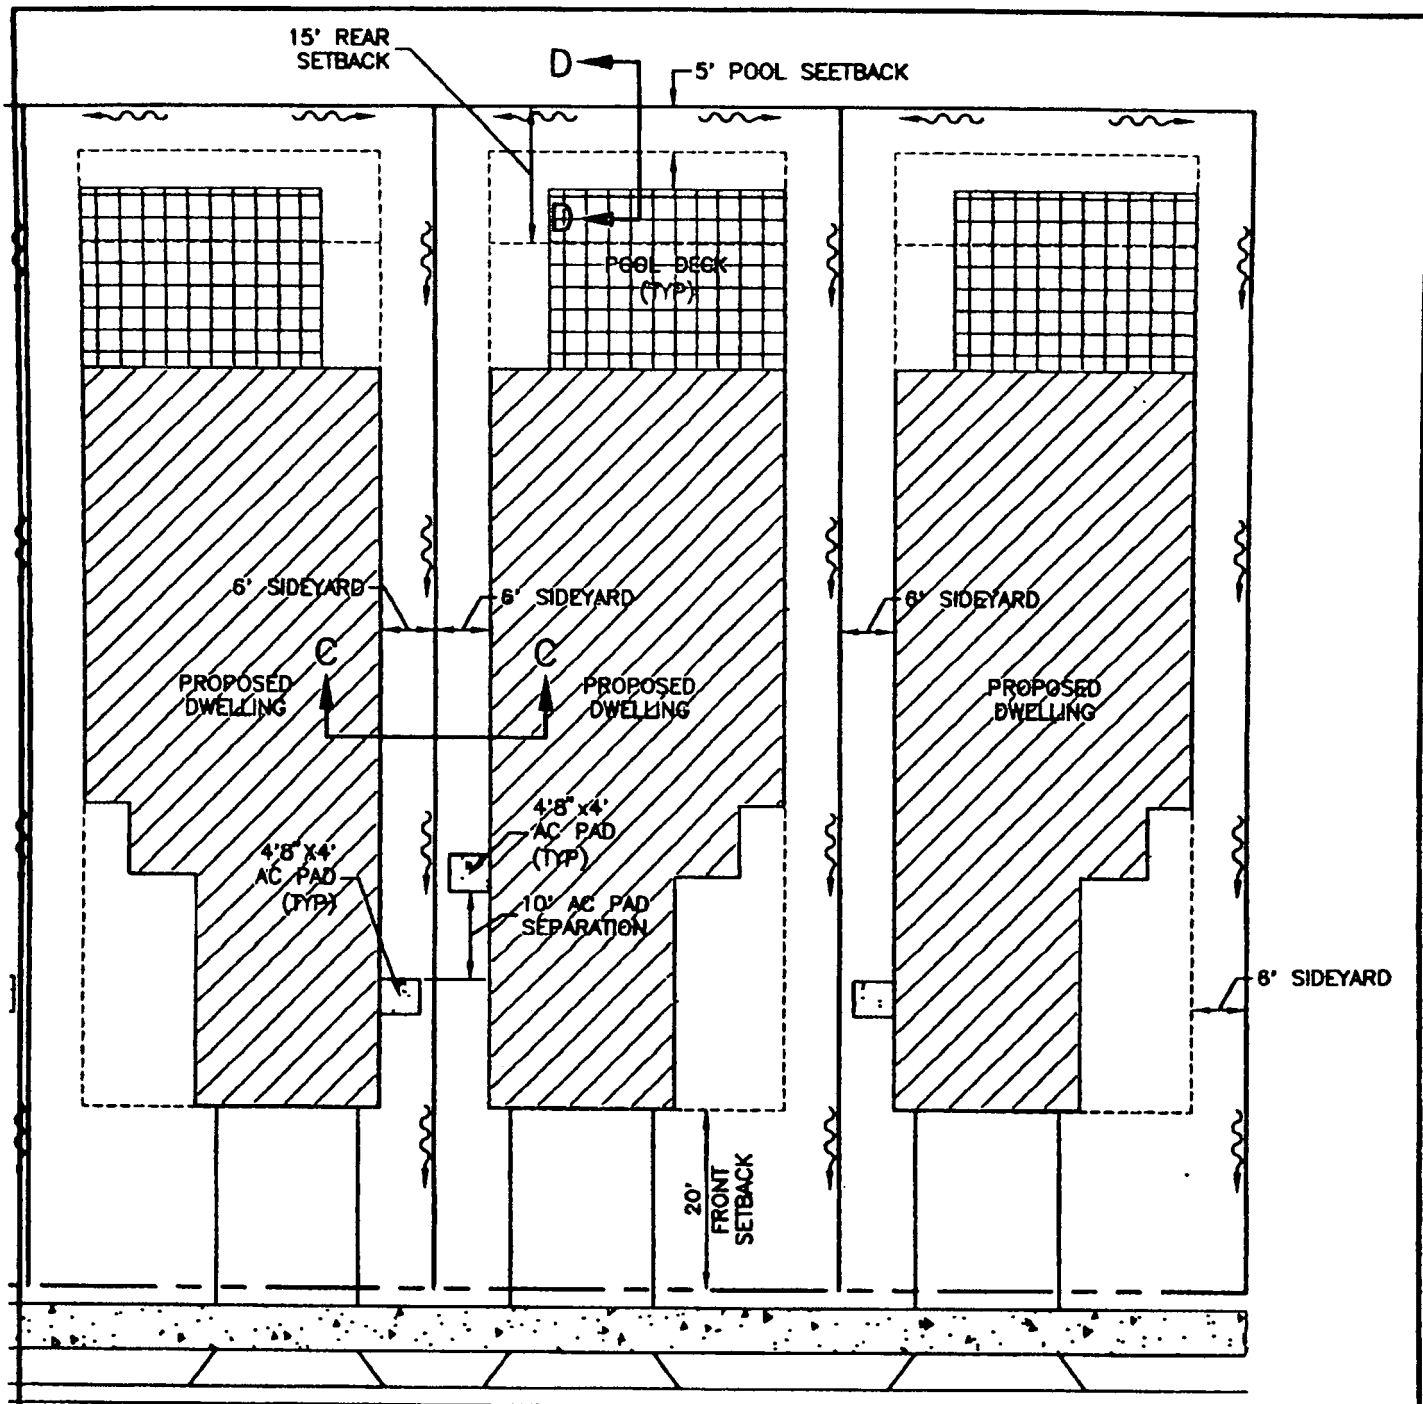 15' REAR
SETBACK
D
5' POOL SEETBACK
D
POOL DECK
(TYP)
6' SIDEYARD
6' SIDEYARD
6' SIDEYARD
C
C
PROPOSED
DWELLING
PROPOSED
DWELLING
PROPOSED
DWELLING
4'8"x4'
AC PAD
(TYP)
4'8"X4'
AC PAD
(TYP)
10' AC PAD
SEPARATION
6' SIDEYARD
20'
FRONT
SETBACK